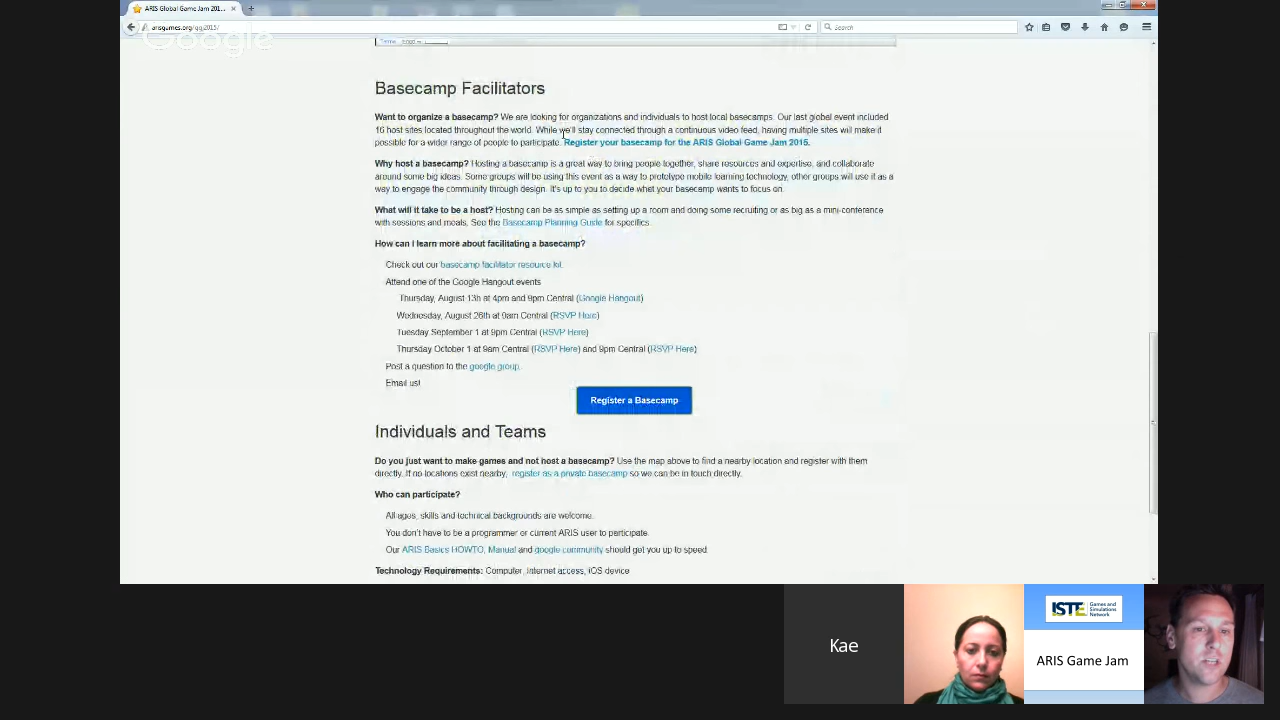 ARIS Global Game Jam 201...
arisgames.org/gg2015/
Search
Google
Basecamp Facilitators
Want to organize a basecamp? We are looking for organizations and individuals to host local basecamps. Our last global event included
16 host sites located throughout the world. While we'll stay connected through a continuous video feed, having multiple sites will make it
possible for a wider range of people to participate. Register your basecamp for the ARIS Global Game Jam 2015.
Why host a basecamp? Hosting a basecamp is a great way to bring people together, share resources and expertise, and collaborate
around some big ideas. Some groups will be using this event as a way to prototype mobile learning technology, other groups will use it as a
way to engage the community through design. It's up to you to decide what your basecamp wants to focus on.
What will it take to be a host? Hosting can be as simple as setting up a room and doing some recruiting or as big as a mini-conference
with sessions and meals. See the Basecamp Planning Guide for specifics.
How can I learn more about facilitating a basecamp?
Check out our basecamp facilitator resource kit.
Attend one of the Google Hangout events
Thursday, August 13h at 4pm and 9pm Central (Google Hangout)
Wednesday, August 26th at 9am Central (RSVP Here)
Tuesday September 1 at 9pm Central (RSVP Here)
Thursday October 1 at 9am Central (RSVP Here) and 9pm Central (RSVP Here)
Post a question to the google group.
Email us!
Register a Basecamp
Individuals and Teams
Do you just want to make games and not host a basecamp? Use the map above to find a nearby location and register with them
directly. If no locations exist nearby, register as a private basecamp so we can be in touch directly.
Who can participate?
All ages, skills and technical backgrounds are welcome.
You don't have to be a programmer or current ARIS user to participate.
Our ARIS Basics HOWTO, Manual and google community should get you up to speed.
Technology Requirements: Computer, internet access, iOS device
Kae
ISTE Games and
Simulations
Network
ARIS Game Jam